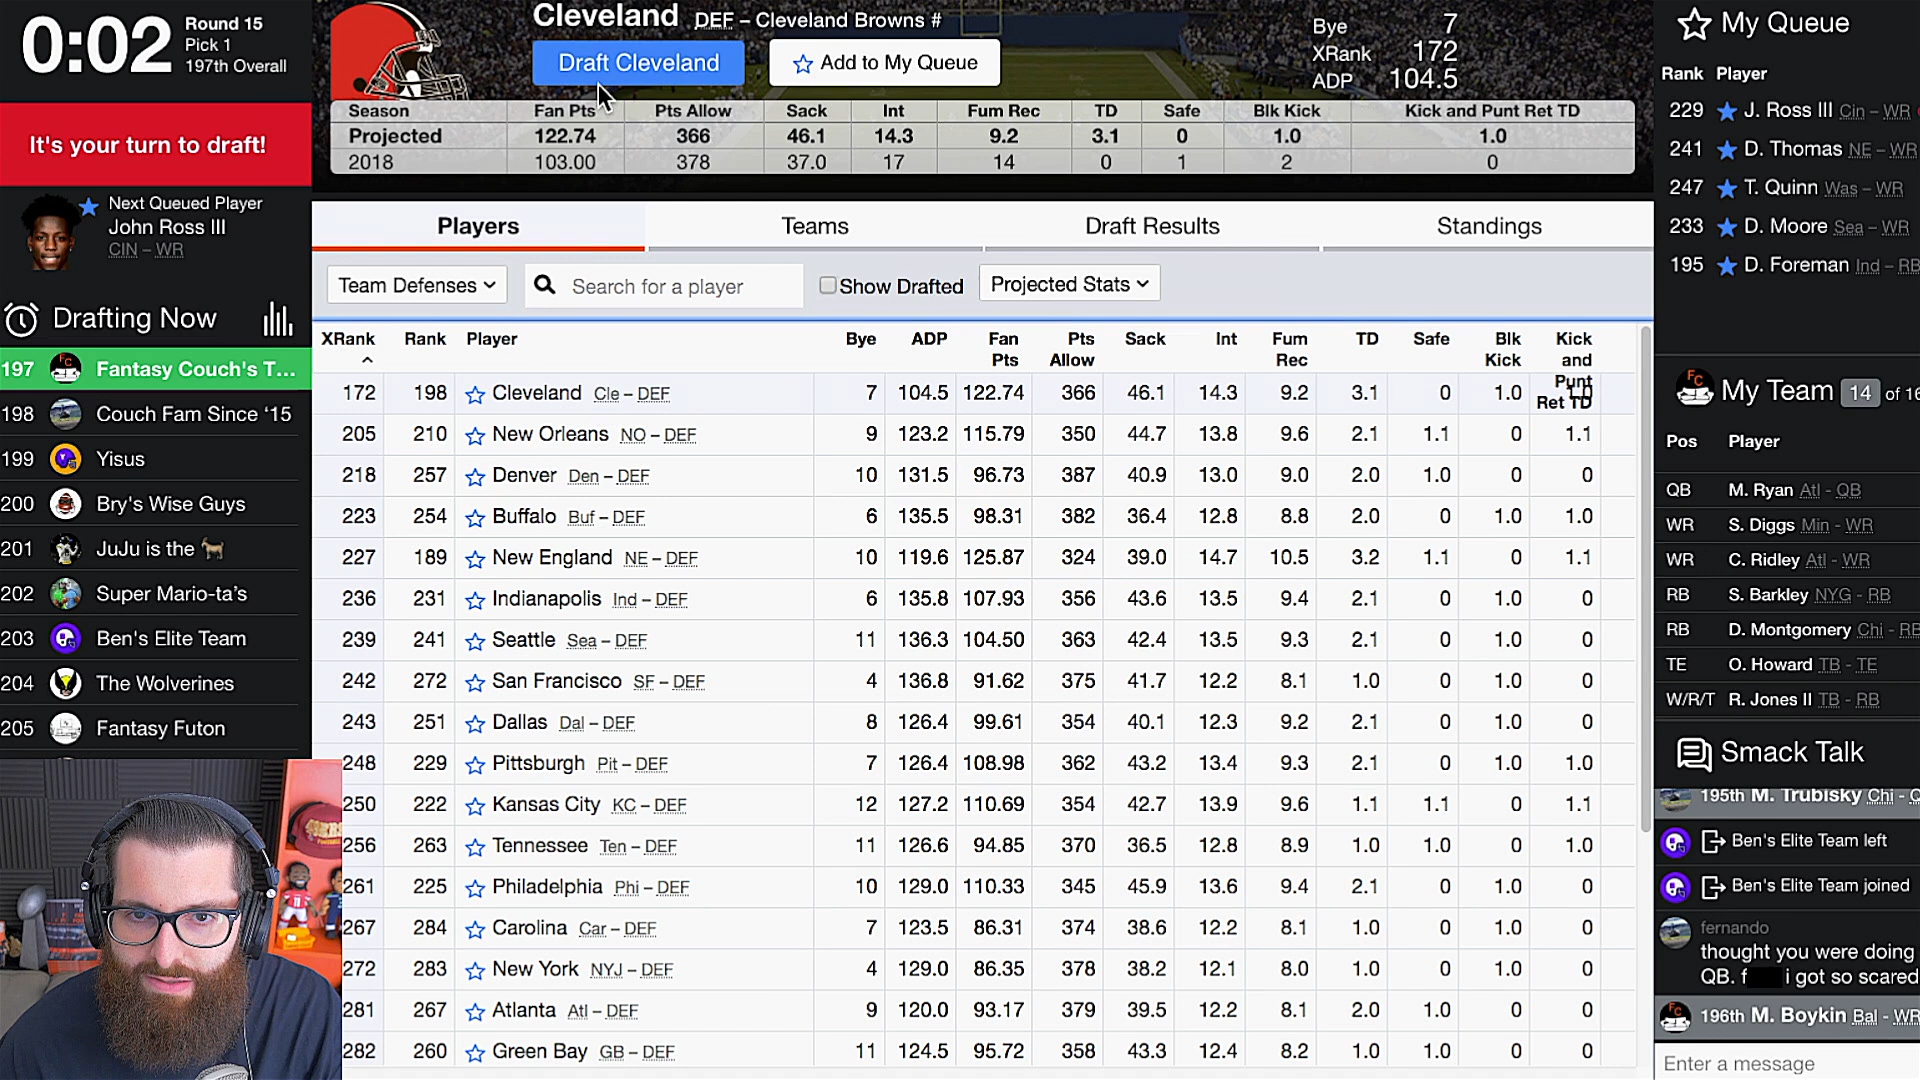 0:02
Round 15
Pick 1
197th Overall
It's your turn to draft!
Next Queued Player
John Ross III
CIN – WR
Drafting Now
197 Fantasy Couch's T...
198 Couch Fam Since ‘15
199 Yisus
200 Bry's Wise Guys
201 JuJu is the 🐐
202 Super Mario-ta's
203 Ben's Elite Team
204 The Wolverines
205 Fantasy Futon
Cleveland DEF – Cleveland Browns #
Draft Cleveland
Add to My Queue
Bye 7
XRank 172
ADP 104.5
Season Fan Pts Pts Allow Sack Int Fum Rec TD Safe Blk Kick Kick and Punt Ret TD
Projected 122.74 366 46.1 14.3 9.2 3.1 0 1.0 1.0
2018 103.00 378 37.0 17 14 0 1 2 0
Players Teams Draft Results Standings
Team Defenses Search for a player Show Drafted Projected Stats
XRank Rank Player Bye ADP Fan Pts Pts Allow Sack Int Fum Rec TD Safe Blk Kick Kick and Punt Ret TD
172 198 Cleveland Cle – DEF 7 104.5 122.74 366 46.1 14.3 9.2 3.1 0 1.0 1.0
205 210 New Orleans NO – DEF 9 123.2 115.79 350 44.7 13.8 9.6 2.1 1.1 0 1.1
218 257 Denver Den – DEF 10 131.5 96.73 387 40.9 13.0 9.0 2.0 1.0 0 0
223 254 Buffalo Buf – DEF 6 135.5 98.31 382 36.4 12.8 8.8 2.0 0 1.0 1.0
227 189 New England NE – DEF 10 119.6 125.87 324 39.0 14.7 10.5 3.2 1.1 0 1.1
236 231 Indianapolis Ind – DEF 6 135.8 107.93 356 43.6 13.5 9.4 2.1 0 1.0 0
239 241 Seattle Sea – DEF 11 136.3 104.50 363 42.4 13.5 9.3 2.1 0 1.0 0
242 272 San Francisco SF – DEF 4 136.8 91.62 375 41.7 12.2 8.1 1.0 0 1.0 0
243 251 Dallas Dal – DEF 8 126.4 99.61 354 40.1 12.3 9.2 2.1 0 1.0 0
248 229 Pittsburgh Pit – DEF 7 126.4 108.98 362 43.2 13.4 9.3 2.1 0 1.0 1.0
250 222 Kansas City KC – DEF 12 127.2 110.69 354 42.7 13.9 9.6 1.1 1.1 0 1.1
256 263 Tennessee Ten – DEF 11 126.6 94.85 370 36.5 12.8 8.9 1.0 1.0 0 1.0
261 225 Philadelphia Phi – DEF 10 129.0 110.33 345 45.9 13.6 9.4 2.1 0 1.0 0
267 284 Carolina Car – DEF 7 123.5 86.31 374 38.6 12.2 8.1 1.0 0 1.0 0
272 283 New York NYJ – DEF 4 129.0 86.35 378 38.2 12.1 8.0 1.0 0 1.0 0
281 267 Atlanta Atl – DEF 9 120.0 93.17 379 39.5 12.2 8.1 2.0 1.0 0 0
282 260 Green Bay GB – DEF 11 124.5 95.72 358 43.3 12.4 8.2 1.0 1.0 0 0
My Queue
Rank Player
229 J. Ross III Cin – WR
241 D. Thomas NE – WR
247 T. Quinn Was – WR
233 D. Moore Sea – WR
195 D. Foreman Ind – RB
My Team 14 of 16
Pos Player
QB M. Ryan Atl - QB
WR S. Diggs Min - WR
WR C. Ridley Atl - WR
RB S. Barkley NYG - RB
RB D. Montgomery Chi - RB
TE O. Howard TB - TE
W/R/T R. Jones II TB - RB
Smack Talk
195th M. Trubisky Chi - Q
Ben's Elite Team left
Ben's Elite Team joined
fernando
thought you were doing
QB. f i got so scared
196th M. Boykin Bal - WR
Enter a message